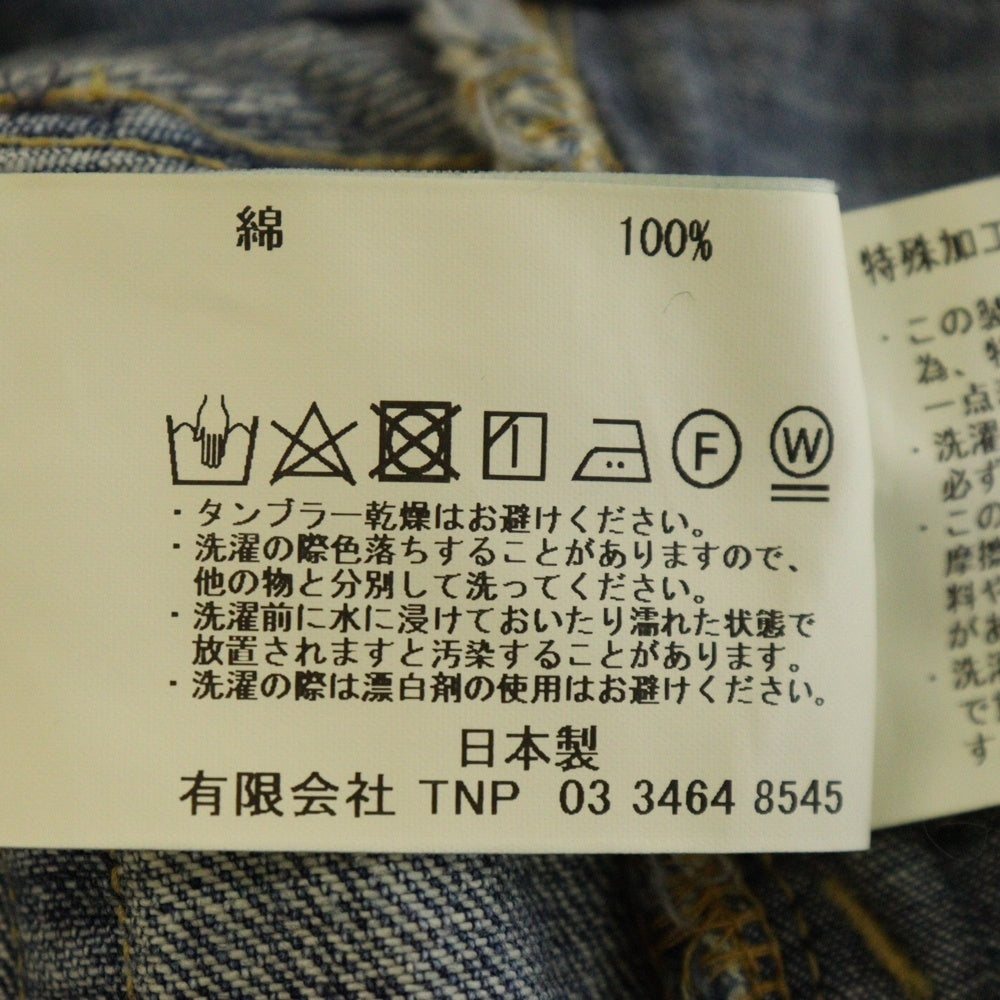 綿 100%
F W
・タンブラー乾燥はお避けください。
・洗濯の際色落ちすることがありますので、
他の物と分別して洗ってください。
・洗濯前に水に浸けておいたり濡れた状態で
放置されますと汚染することがあります。
・洗濯の際は漂白剤の使用はお避けください。
日本製
有限会社 TNP 03 3464 8545
特殊加工
・この
為、
一点
・洗濯
必ず
・この
摩擦
料や
があ
・洗濯
で
す